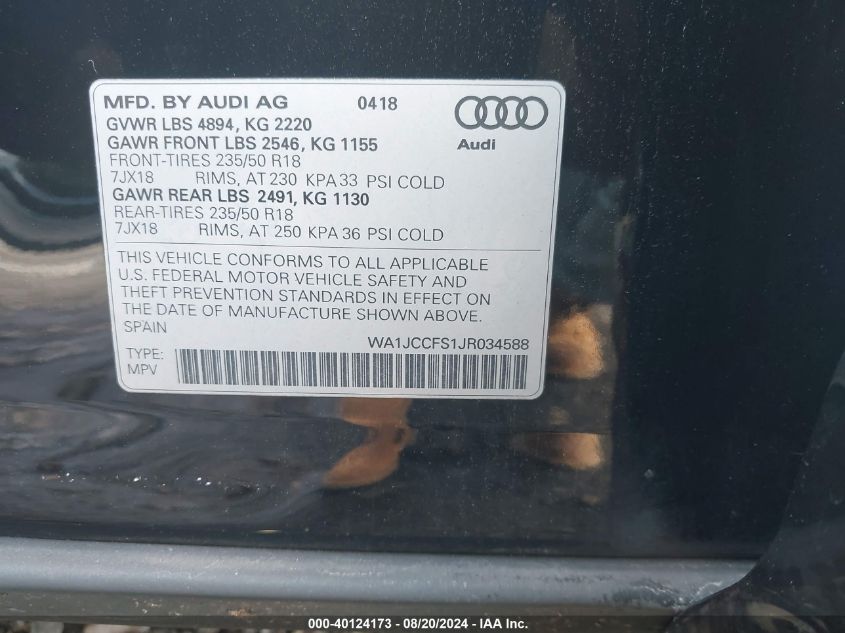 MFD. BY AUDI AG 0418
GVWR LBS 4894, KG 2220
GAWR FRONT LBS 2546, KG 1155
Audi
FRONT-TIRES 235/50 R18
7JX18 RIMS, AT 230 KPA 33 PSI COLD
GAWR REAR LBS 2491, KG 1130
REAR-TIRES 235/50 R18
7JX18 RIMS, AT 250 KPA 36 PSI COLD
THIS VEHICLE CONFORMS TO ALL APPLICABLE
U.S. FEDERAL MOTOR VEHICLE SAFETY AND
THEFT PREVENTION STANDARDS IN EFFECT ON
THE DATE OF MANUFACTURE SHOWN ABOVE.
SPAIN
WA1JCCFS1JR034588
TYPE:
MPV
000-40124173 - 08/20/2024 - IAA Inc.